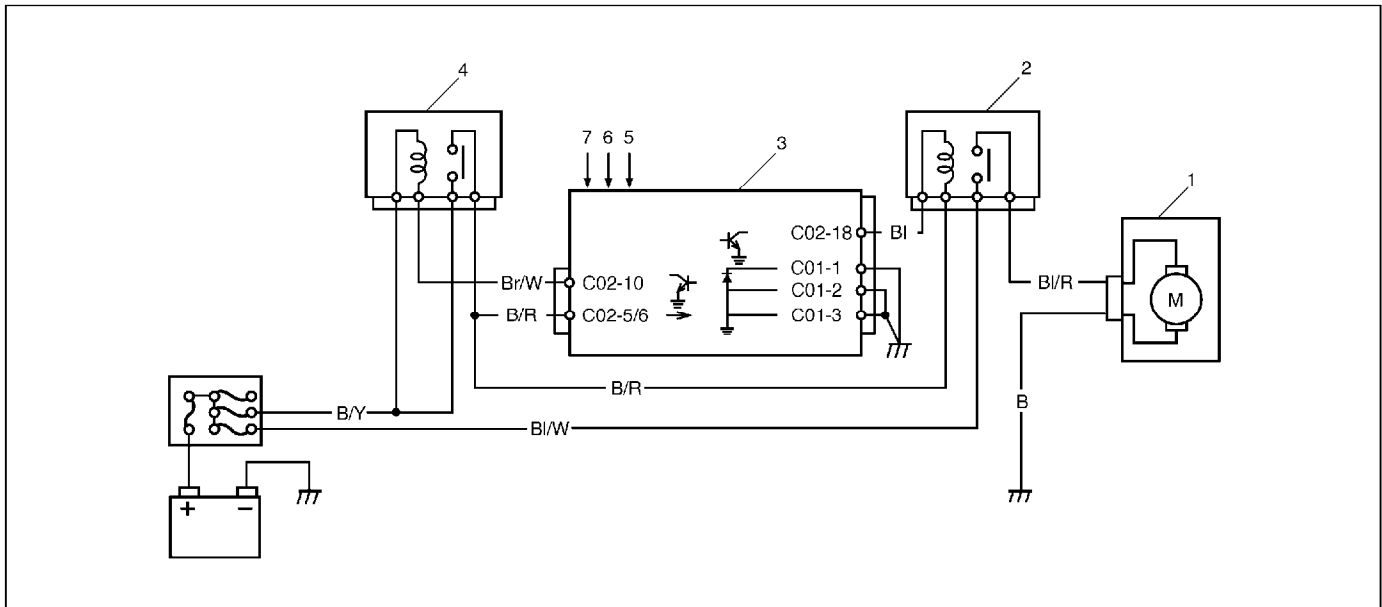 4
2
7 6 5
3
1
C02-18
Bl
Br/W
C02-10
C01-1
C01-2
Bl/R
M
B/R
C02-5/6
C01-3
B/R
B
B/Y
Bl/W
+ −